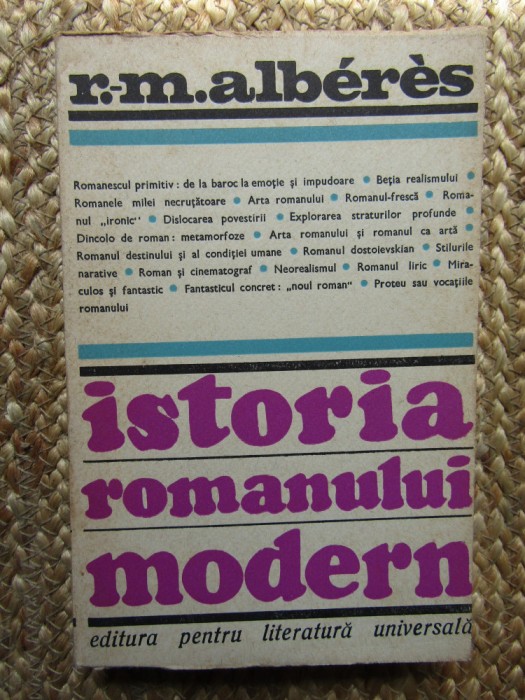 r.-m.albérès
Romanescul primitiv : de la baroc la emoție și impudoare • Beția realismului •
Romanele milei necruțătoare • Arta romanului • Romanul-frescă • Roma-
nul „ironic“ • Dislocarea povestirii • Explorarea straturilor profunde •
Dincolo de roman : metamorfoze • Arta romanului și romanul ca artă •
Romanul destinului și al condiției umane • Romanul dostoievskian • Stilurile
narative • Roman și cinematograf • Neorealismul • Romanul liric • Mira-
culos și fantastic • Fantasticul concret : „noul roman“ • Proteu sau vocațiile
romanului
istoria
romanului
modern
editura pentru literatură universală